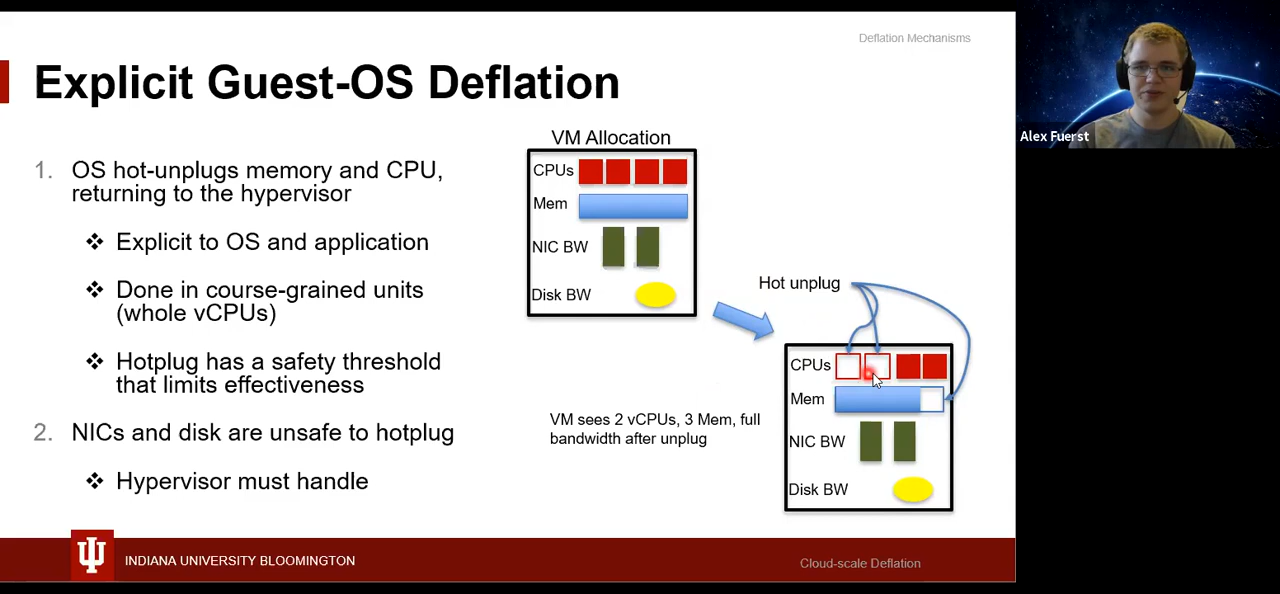 Deflation Mechanisms
Explicit Guest-OS Deflation
1. OS hot-unplugs memory and CPU,
returning to the hypervisor
❖ Explicit to OS and application
❖ Done in course-grained units
(whole vCPUs)
❖ Hotplug has a safety threshold
that limits effectiveness
2. NICs and disk are unsafe to hotplug
❖ Hypervisor must handle
VM Allocation
CPUs
Mem
NIC BW
Disk BW
Hot unplug
CPUs
Mem
NIC BW
Disk BW
VM sees 2 vCPUs, 3 Mem, full
bandwidth after unplug
INDIANA UNIVERSITY BLOOMINGTON
Cloud-scale Deflation
Alex Fuerst